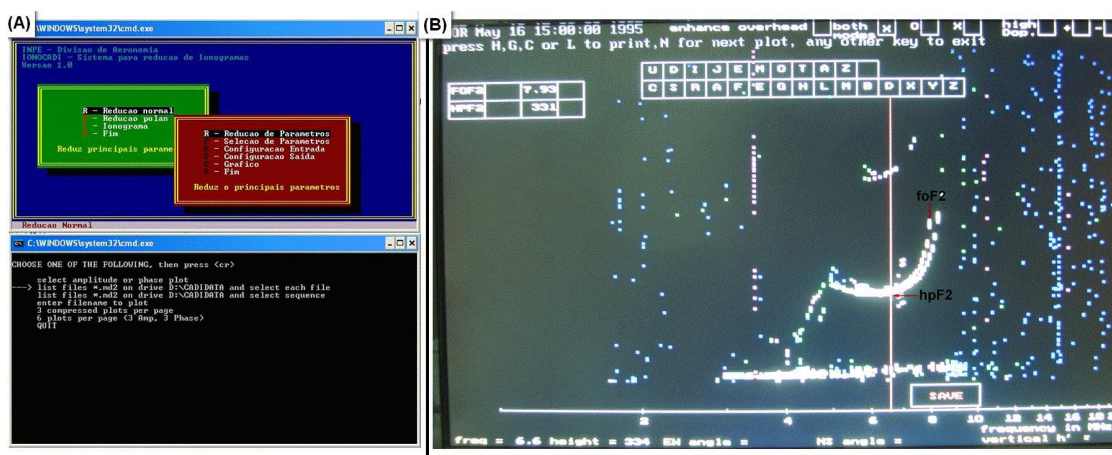 (A)
C:\WINDOWS\system32\cmd.exe
INPE - Divisao de Aeronomia
IONOCADI - Sistema para reducao de Ionogramas
Versao 1.0
R - Reducao normal
- Reducao polan
- Ionograma
- Fim
Reduz principais parame
R - Reducao de Parametros
- Selecao de Parametros
- Configuracao Entrada
- Configuracao Saida
- Grafico
- Fim
Reduz o principais parametros
Reducao Normal
C:\WINDOWS\system32\cmd.exe
CHOOSE ONE OF THE FOLLOWING, then press <cr>
select amplitude or phase plot
---> list files *.md2 on drive D:\CADIDATA and select each file
list files *.md2 on drive D:\CADIDATA and select sequence
enter filename to plot
3 compressed plots per page
6 plots per page (3 Amp, 3 Phase)
QUIT
(B)
OR May 16 15:00:00 1995 enhance overhead both modes X O X high Dop. + -
press H,G,C or L to print,N for next plot, any other key to exit
U D I J E M O T A Z
C S R A F E G H L M B D X Y Z
FOF2 7.93
HPF2 331
foF2
hpF2
SAVE
2 4 6 8 10 12 14 16 18
frequency in MHz
freq = 6.6 height = 334 EW angle = NS angle = vertical h' =